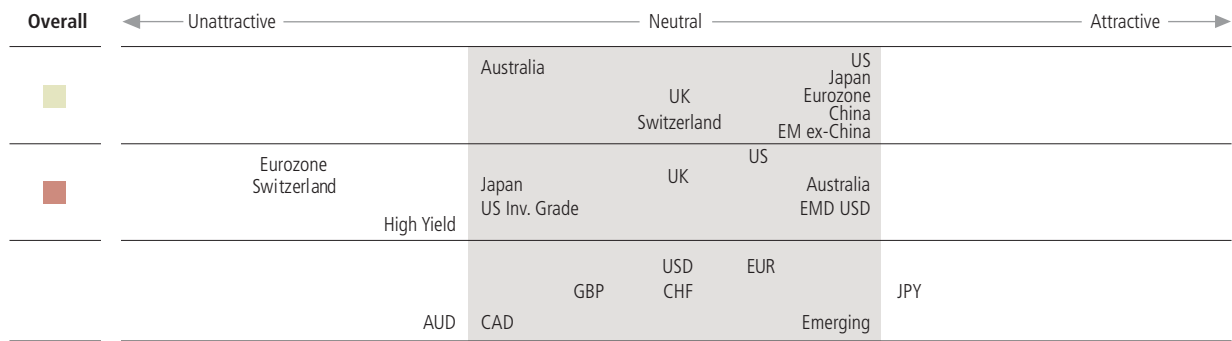 Overall Unattractive Neutral Attractive
Australia US
Japan
UK Eurozone
Switzerland China
EM ex-China
US
Eurozone UK
Switzerland Japan Australia
US Inv. Grade EMD USD
High Yield
USD EUR
GBP CHF JPY
AUD CAD Emerging